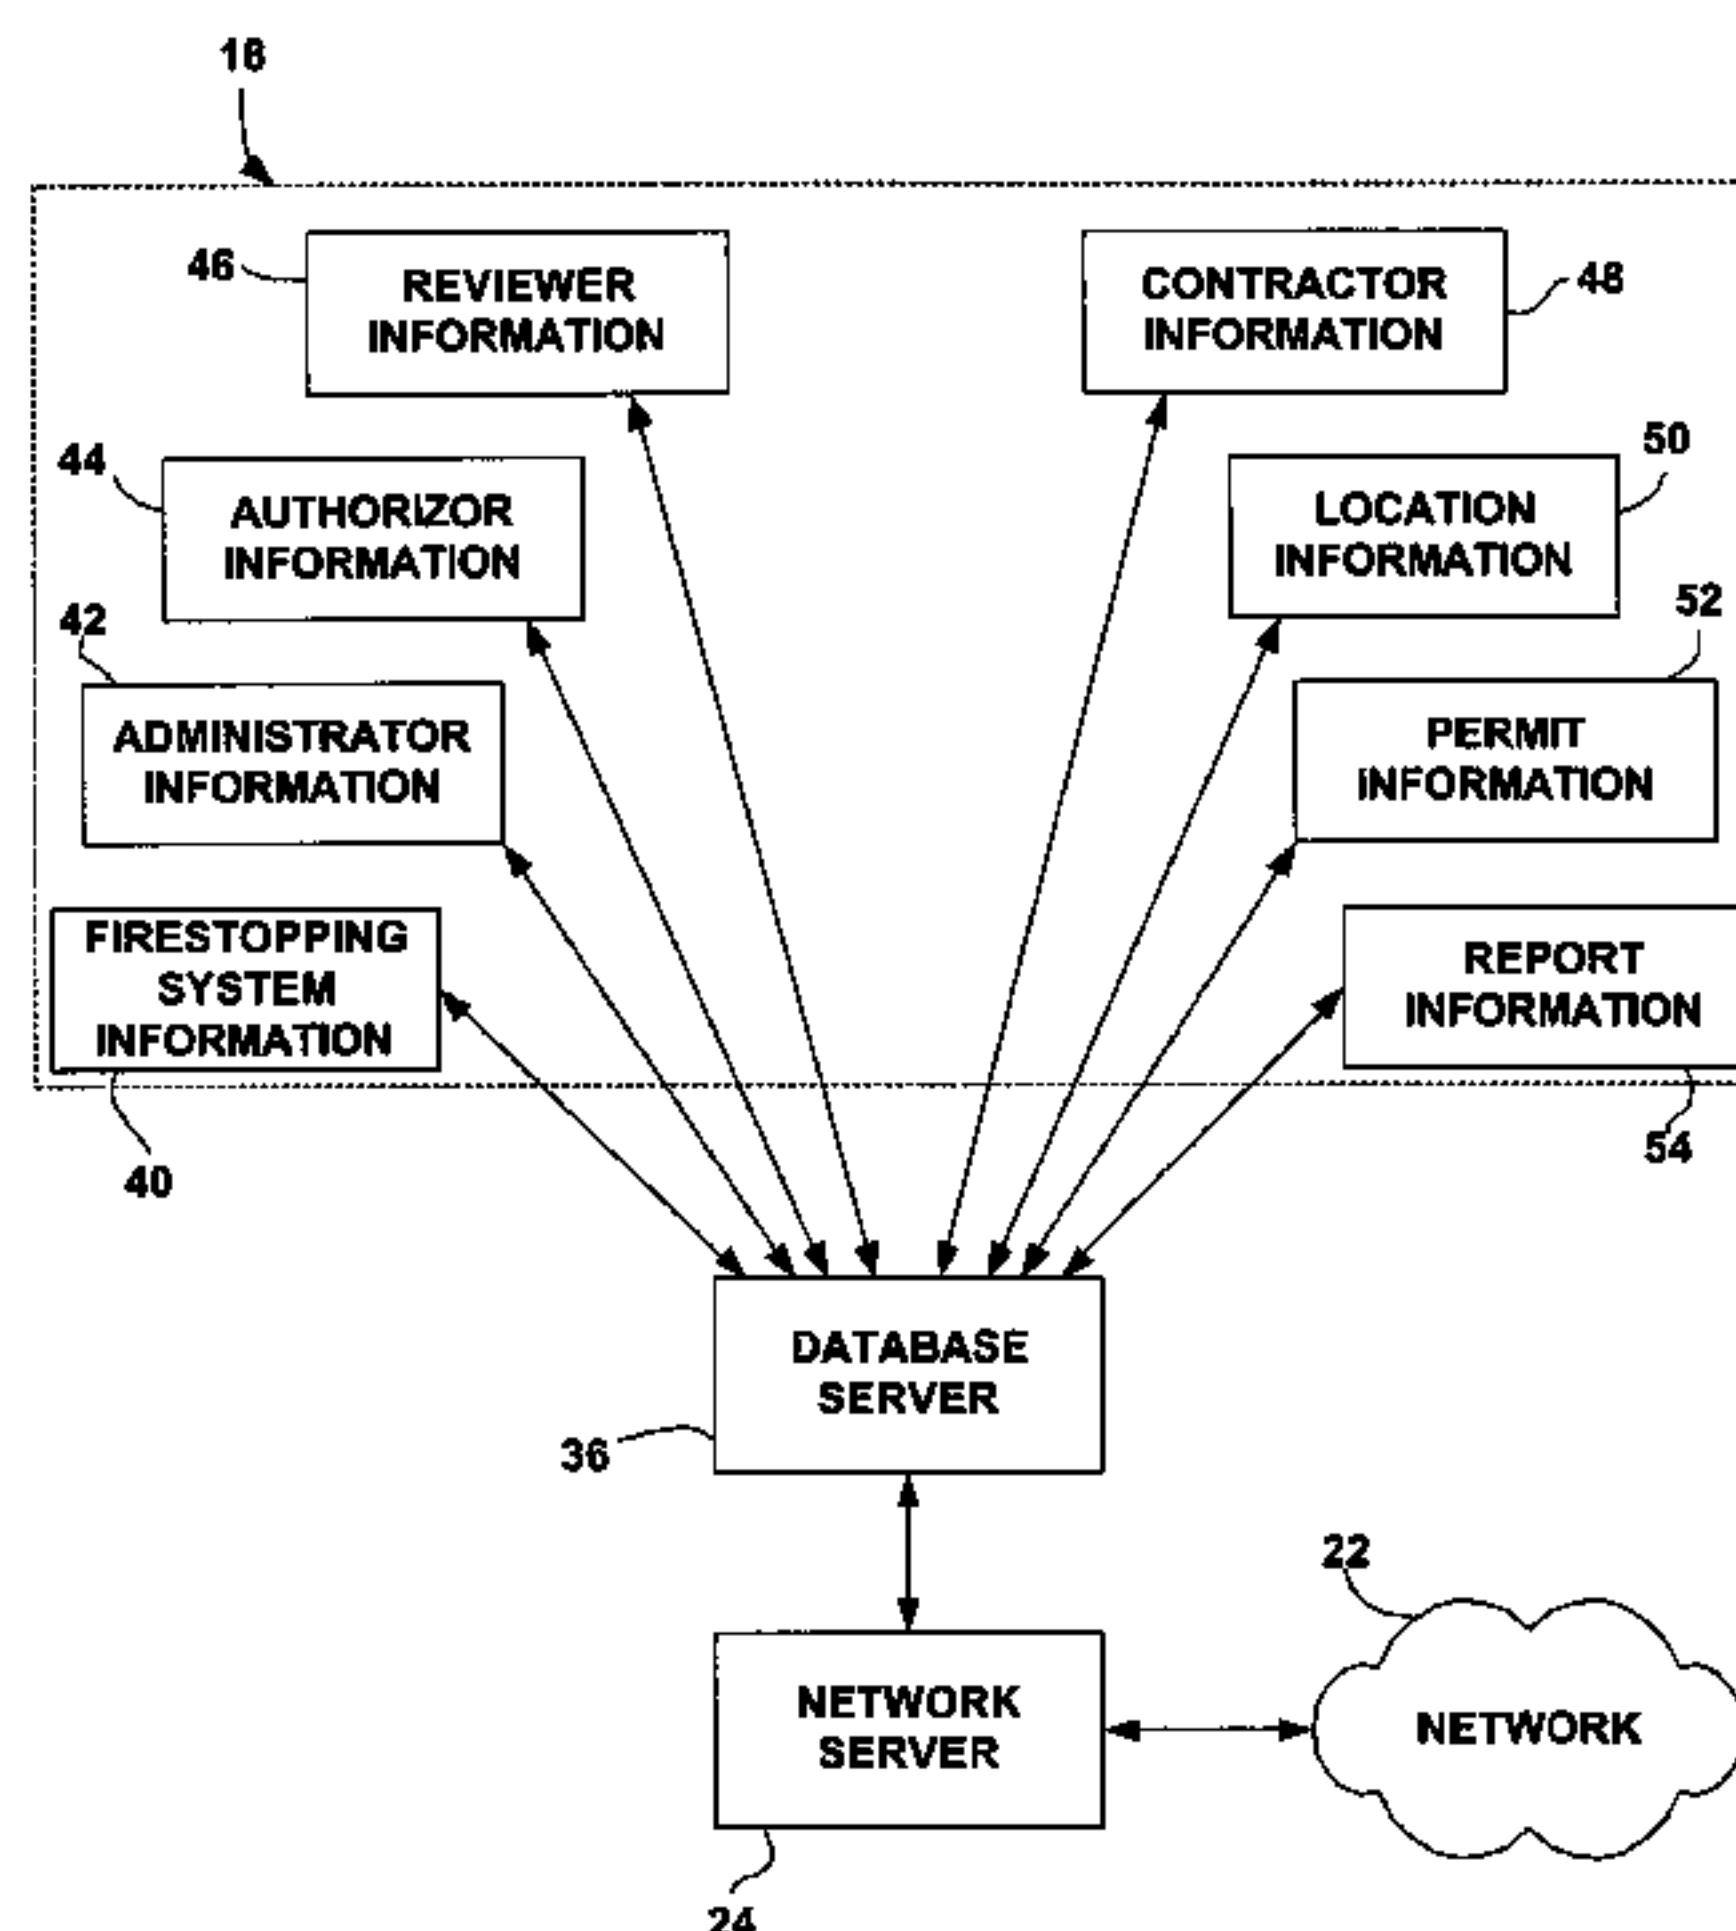 16
46
REVIEWER
INFORMATION
CONTRACTOR
INFORMATION
48
44
AUTHORIZOR
INFORMATION
LOCATION
INFORMATION
50
42
ADMINISTRATOR
INFORMATION
PERMIT
INFORMATION
52
FIRESTOPPING
SYSTEM
INFORMATION
REPORT
INFORMATION
40
54
DATABASE
SERVER
36
22
NETWORK
SERVER
NETWORK
24